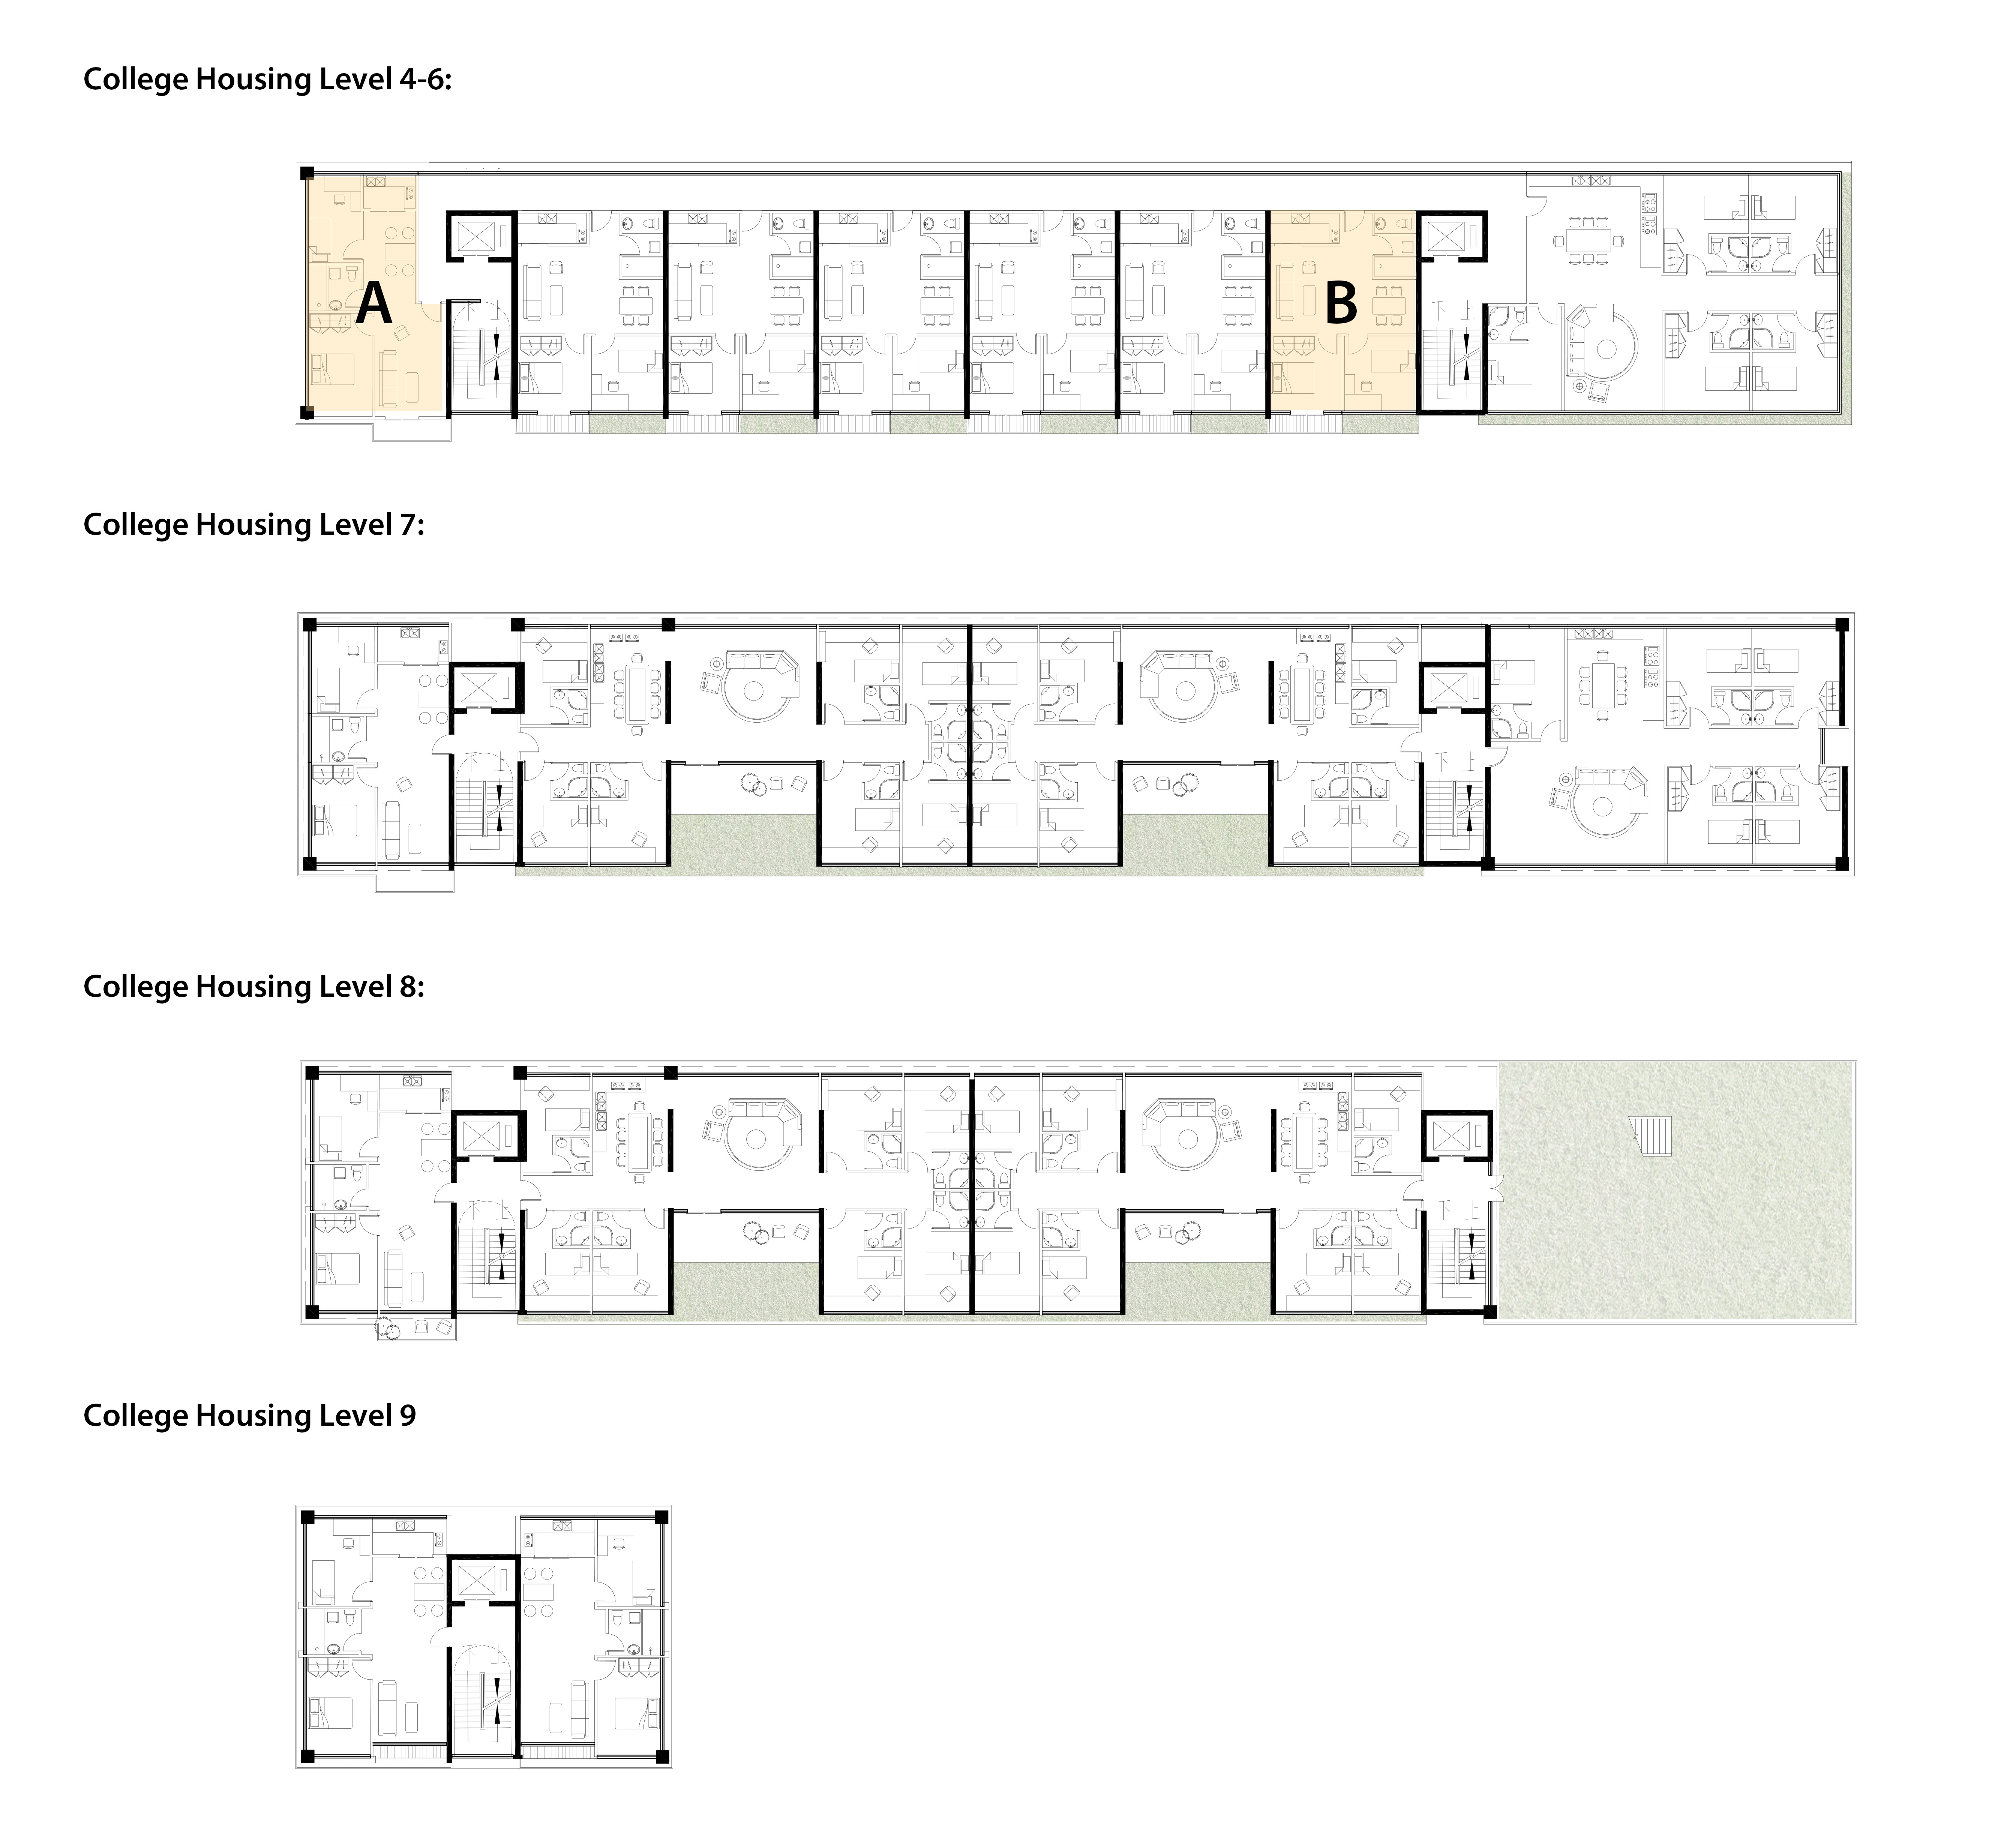 College Housing Level 4-6:
A
B
下 上
College Housing Level 7:
下 上
College Housing Level 8:
下 上
College Housing Level 9